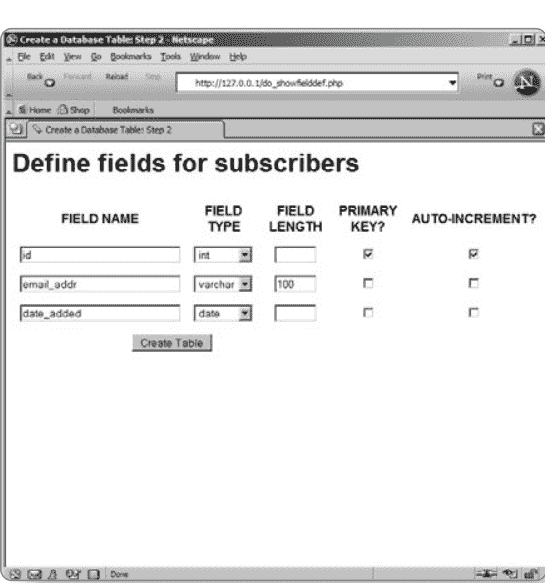 Create a Database Table: Step 2 - Netscape
File Edit View Go Bookmarks Tools Window Help
Back Forward Reload Stop http://127.0.0.1/do_showfielddef.php Print N
Home Shop Bookmarks
Create a Database Table: Step 2
Define fields for subscribers
FIELD NAME FIELD TYPE FIELD LENGTH PRIMARY KEY? AUTO-INCREMENT?
id int
email_addr varchar 100
date_added date
Create Table
Done